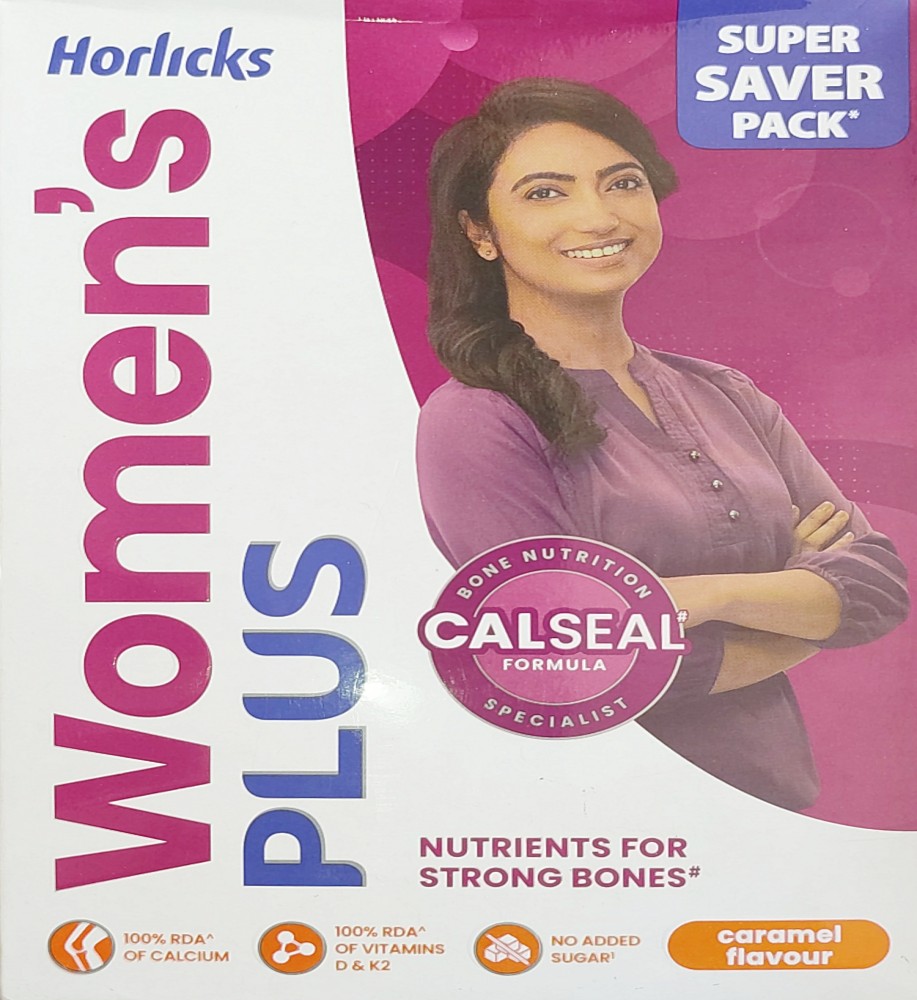 Horlicks
Women's
PLUS
SUPER
SAVER
PACK*
BONE NUTRITION
CALSEAL#
FORMULA
SPECIALIST
NUTRIENTS FOR
STRONG BONES#
100% RDA^
OF CALCIUM
100% RDA^
OF VITAMINS
D & K2
NO ADDED
SUGAR!
caramel
flavour